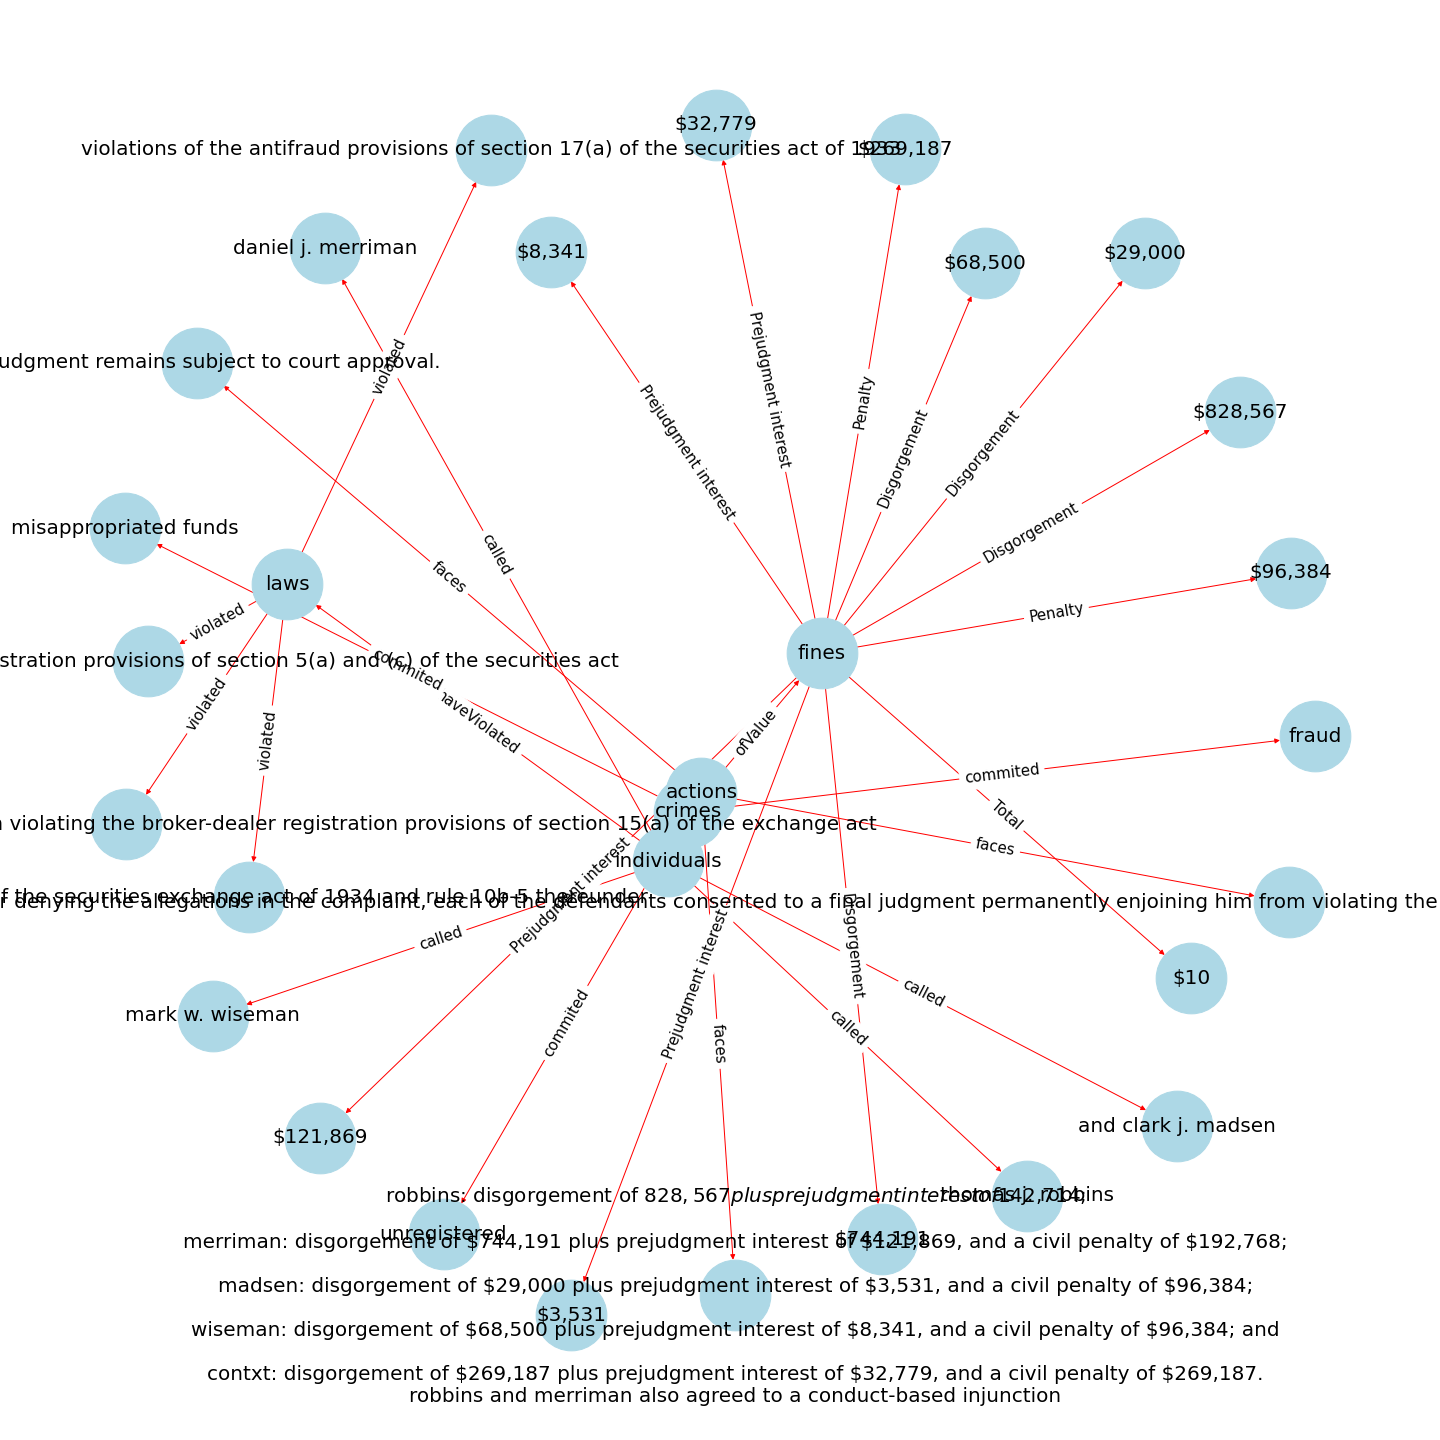 $32,779
violations of the antifraud provisions of section 17(a) of the securities act of 1933
$269,187
daniel j. merriman
$8,341
$68,500
$29,000
Prejudgment interest
violated
udgment remains subject to court approval.
Prejudgment interest
Penalty
Disgorgement
Disgorgement
$828,567
misappropriated funds
called
faces
Disgorgement
$96,384
laws
violated
Penalty
fines
stration provisions of section 5(a) and (c) of the securities act
commited
haveViolated
violated
violated
ofValue
fraud
commited
actions
crimes
Total
violating the broker-dealer registration provisions of section 15(a) of the exchange act
faces
individuals
f the securities exchange act of 1934 and rule 10b-5 thereunder
r denying the allegations in the complaint, each of the defendants consented to a final judgment permanently enjoining him from violating the
Prejudgment interest
called
Disgorgement
$10
Prejudgment interest
called
mark w. wiseman
commited
faces
called
and clark j. madsen
$121,869
robbins: disgorgement of 828,567plusprejudgmentinterestof142,714,
thomas j. robbins
unregistered
$744,191
merriman: disgorgement of $744,191 plus prejudgment interest of $121,869, and a civil penalty of $192,768;
madsen: disgorgement of $29,000 plus prejudgment interest of $3,531, and a civil penalty of $96,384;
$3,531
wiseman: disgorgement of $68,500 plus prejudgment interest of $8,341, and a civil penalty of $96,384; and
contxt: disgorgement of $269,187 plus prejudgment interest of $32,779, and a civil penalty of $269,187.
robbins and merriman also agreed to a conduct-based injunction